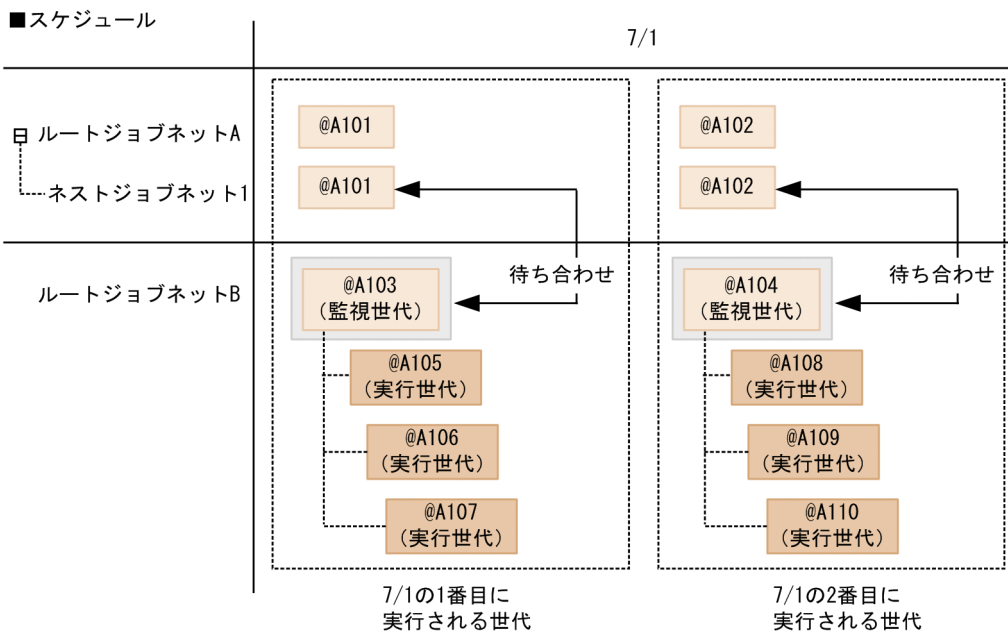 ■スケジュール
7/1
ルートジョブネットA
@A101
@A102
ネストジョブネット1
@A101
@A102
ルートジョブネットB
待ち合わせ
待ち合わせ
@A103
（監視世代）
@A104
（監視世代）
@A105
（実行世代）
@A108
（実行世代）
@A106
（実行世代）
@A109
（実行世代）
@A107
（実行世代）
@A110
（実行世代）
7/1の1番目に
実行される世代
7/1の2番目に
実行される世代